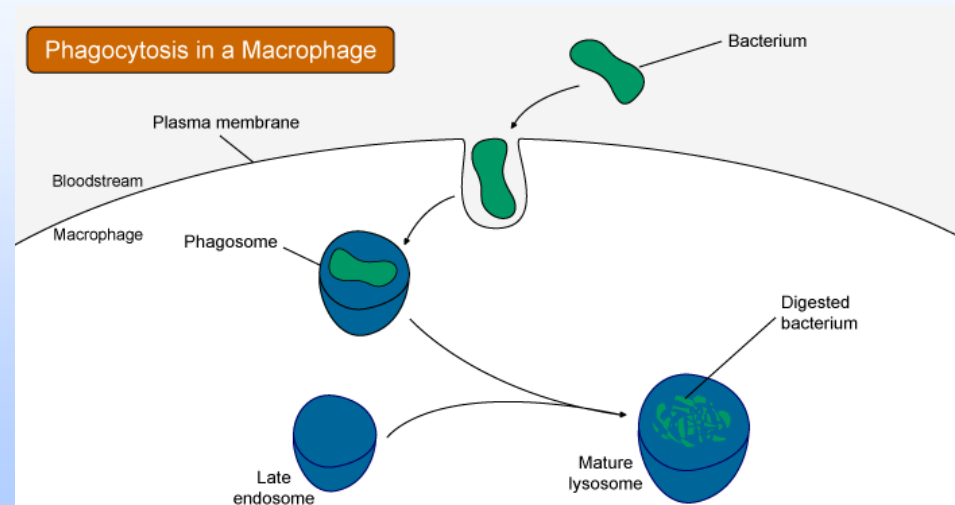 Phagocytosis in a Macrophage
Bacterium
Plasma membrane
Bloodstream
Macrophage
Phagosome
Digested
bacterium
Late
endosome
Mature
lysosome